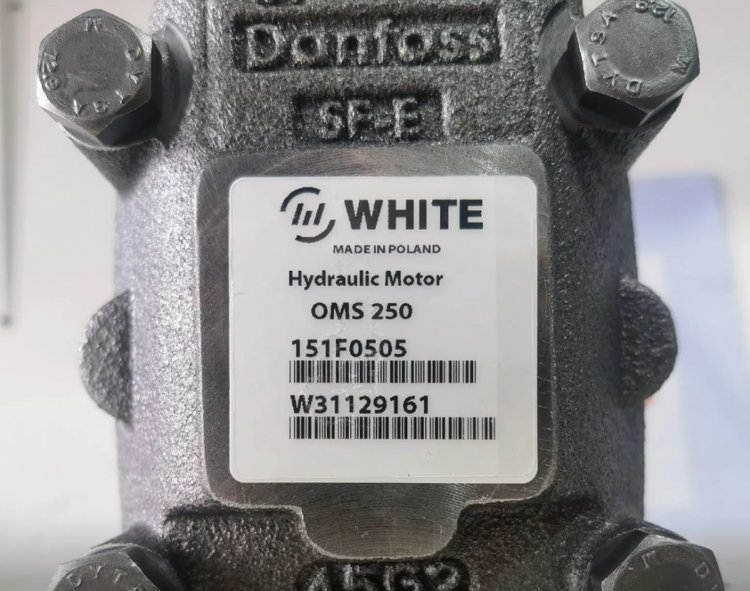 Danfoss
SF-E
WHITE
MADE IN POLAND
Hydraulic Motor
OMS 250
151F0505
W31129161